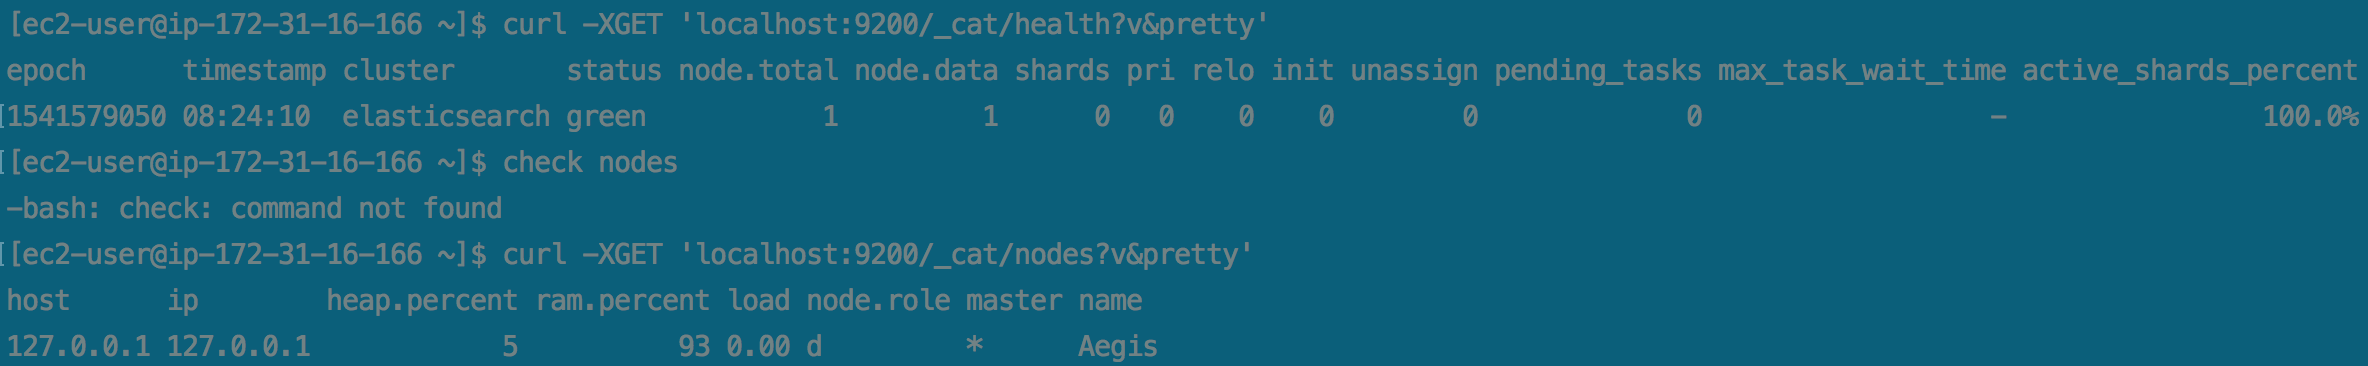 [ec2-user@ip-172-31-16-166 ~]$ curl -XGET 'localhost:9200/_cat/health?v&pretty'
epoch      timestamp cluster       status node.total node.data shards pri relo init unassign pending_tasks max_task_wait_time active_shards_percent
[1541579050 08:24:10  elasticsearch green           1         1      0   0    0    0        0             0                  -                100.0%
[[ec2-user@ip-172-31-16-166 ~]$ check nodes
-bash: check: command not found
[[ec2-user@ip-172-31-16-166 ~]$ curl -XGET 'localhost:9200/_cat/nodes?v&pretty'
host      ip        heap.percent ram.percent load node.role master name
127.0.0.1 127.0.0.1            5          93 0.00 d         *      Aegis